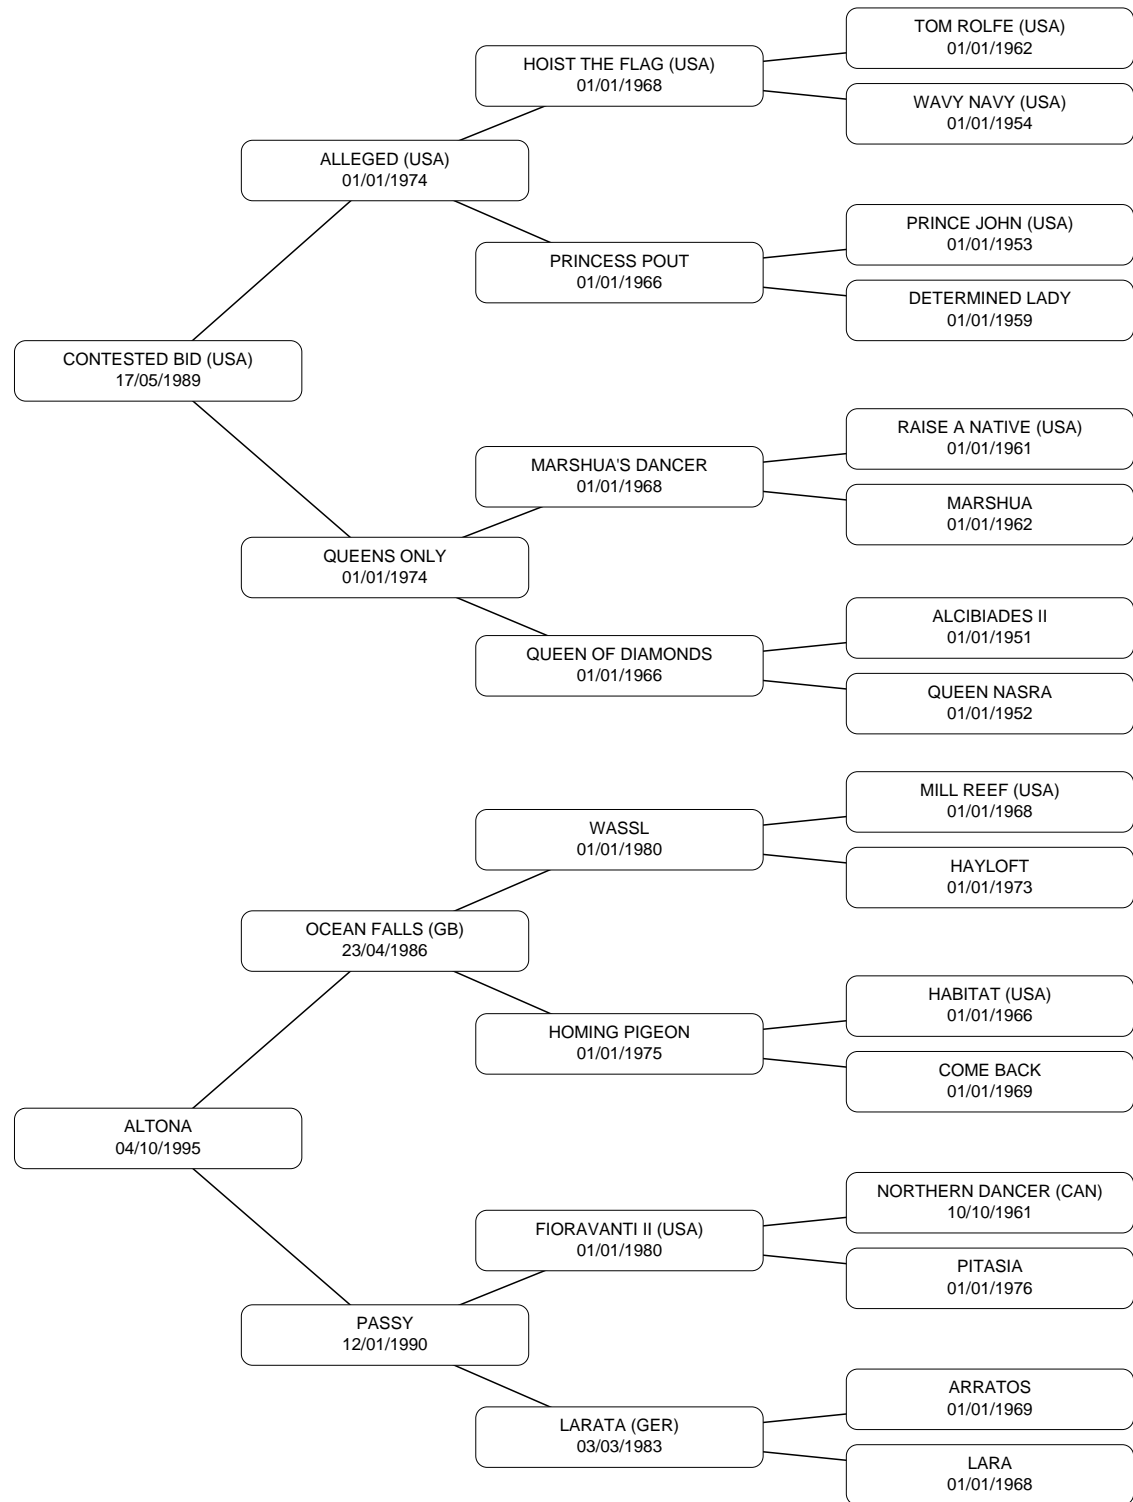 TOM ROLFE (USA)
01/01/1962
HOIST THE FLAG (USA)
01/01/1968
WAVY NAVY (USA)
01/01/1954
ALLEGED (USA)
01/01/1974
PRINCE JOHN (USA)
01/01/1953
PRINCESS POUT
01/01/1966
DETERMINED LADY
01/01/1959
CONTESTED BID (USA)
17/05/1989
RAISE A NATIVE (USA)
01/01/1961
MARSHUA'S DANCER
01/01/1968
MARSHUA
01/01/1962
QUEENS ONLY
01/01/1974
ALCIBIADES II
01/01/1951
QUEEN OF DIAMONDS
01/01/1966
QUEEN NASRA
01/01/1952
MILL REEF (USA)
01/01/1968
WASSL
01/01/1980
HAYLOFT
01/01/1973
OCEAN FALLS (GB)
23/04/1986
HABITAT (USA)
01/01/1966
HOMING PIGEON
01/01/1975
COME BACK
01/01/1969
ALTONA
04/10/1995
NORTHERN DANCER (CAN)
10/10/1961
FIORAVANTI II (USA)
01/01/1980
PITASIA
01/01/1976
PASSY
12/01/1990
ARRATOS
01/01/1969
LARATA (GER)
03/03/1983
LARA
01/01/1968